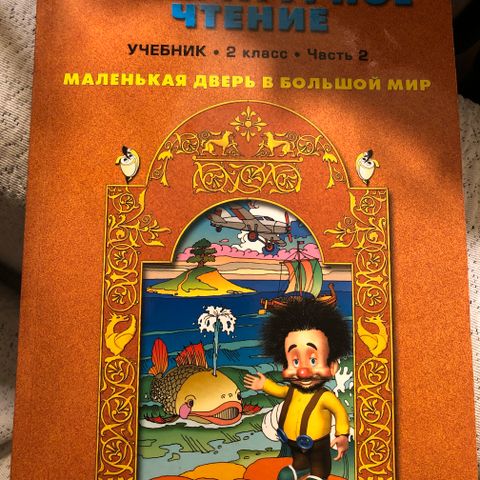 ЧТЕНИЕ
УЧЕБНИК • 2 класс • Часть 2
МАЛЕНЬКАЯ ДВЕРЬ В БОЛЬШОЙ МИР